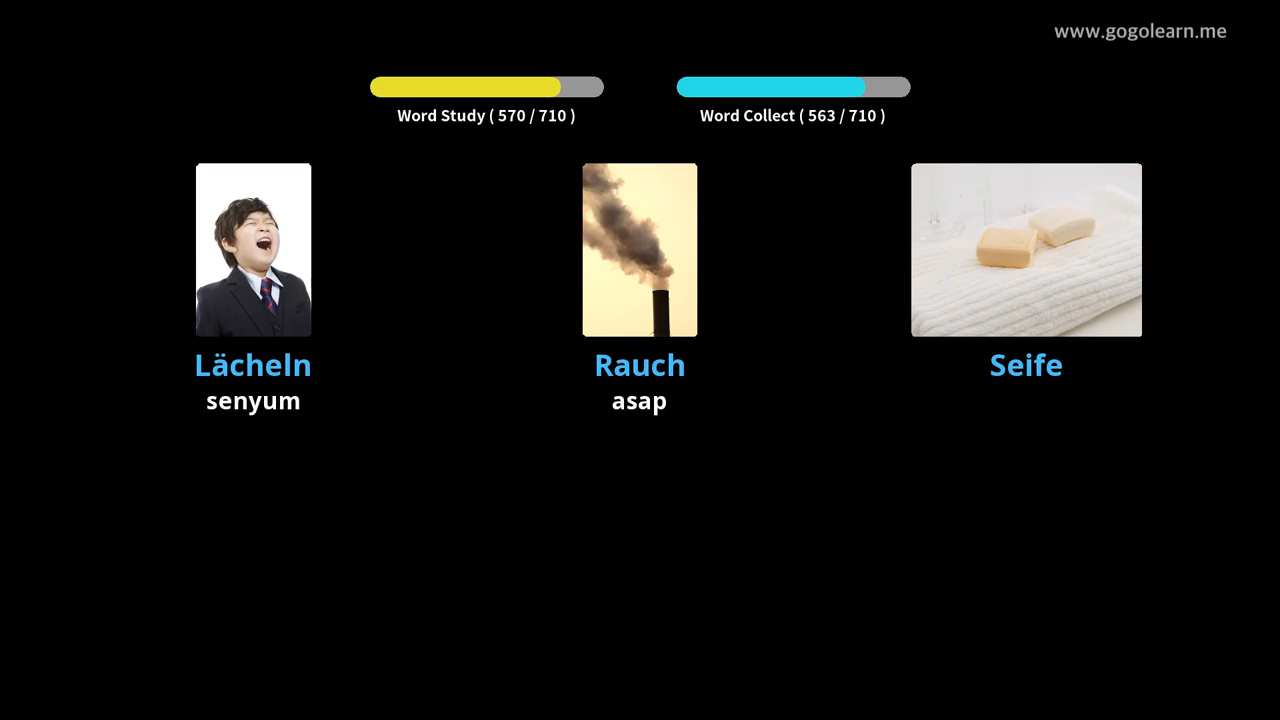 www.gogolearn.me
Word Study ( 570 / 710 )
Word Collect ( 563 / 710 )
Lächeln
senyum
Rauch
asap
Seife